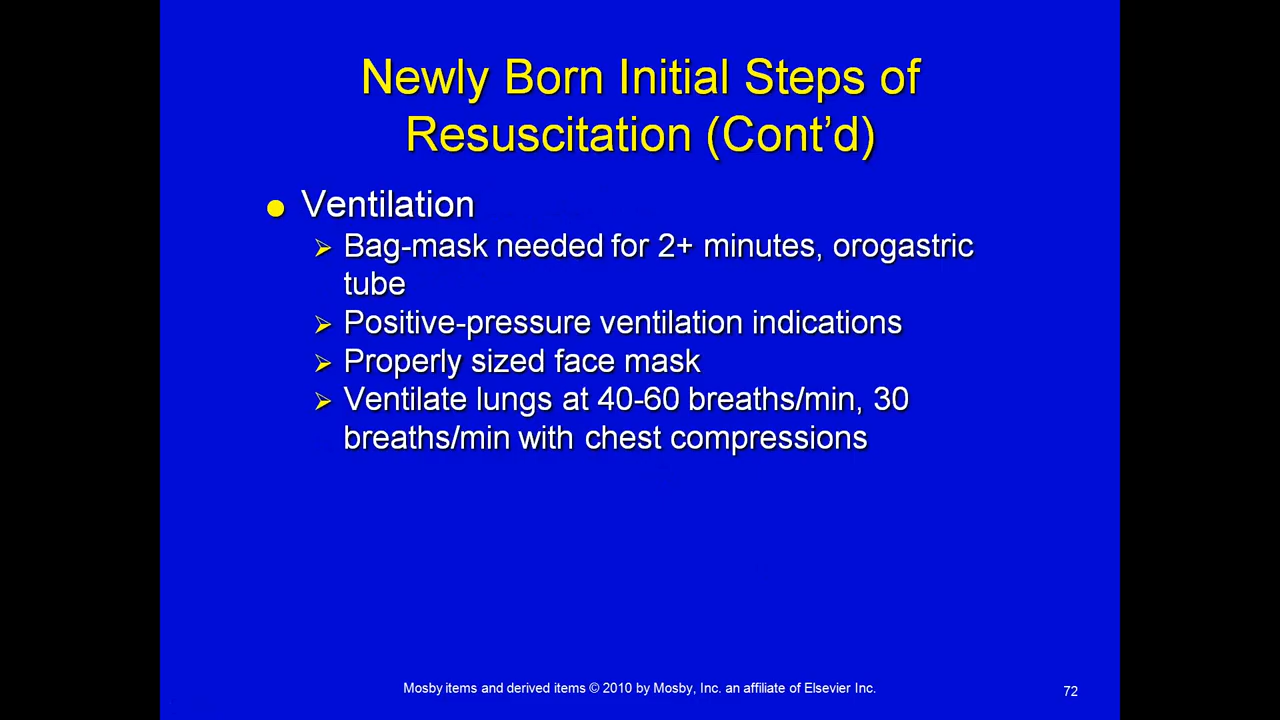 Newly Born Initial Steps of
Resuscitation (Cont’d)
Ventilation
Bag-mask needed for 2+ minutes, orogastric
tube
Positive-pressure ventilation indications
Properly sized face mask
Ventilate lungs at 40-60 breaths/min, 30
breaths/min with chest compressions
Mosby items and derived items © 2010 by Mosby, Inc. an affiliate of Elsevier Inc.
72